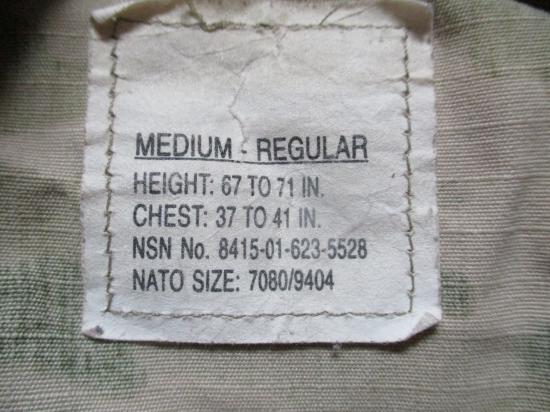 MEDIUM - REGULAR
HEIGHT: 67 TO 71 IN.
CHEST: 37 TO 41 IN.
NSN No. 8415-01-623-5528
NATO SIZE: 7080/9404